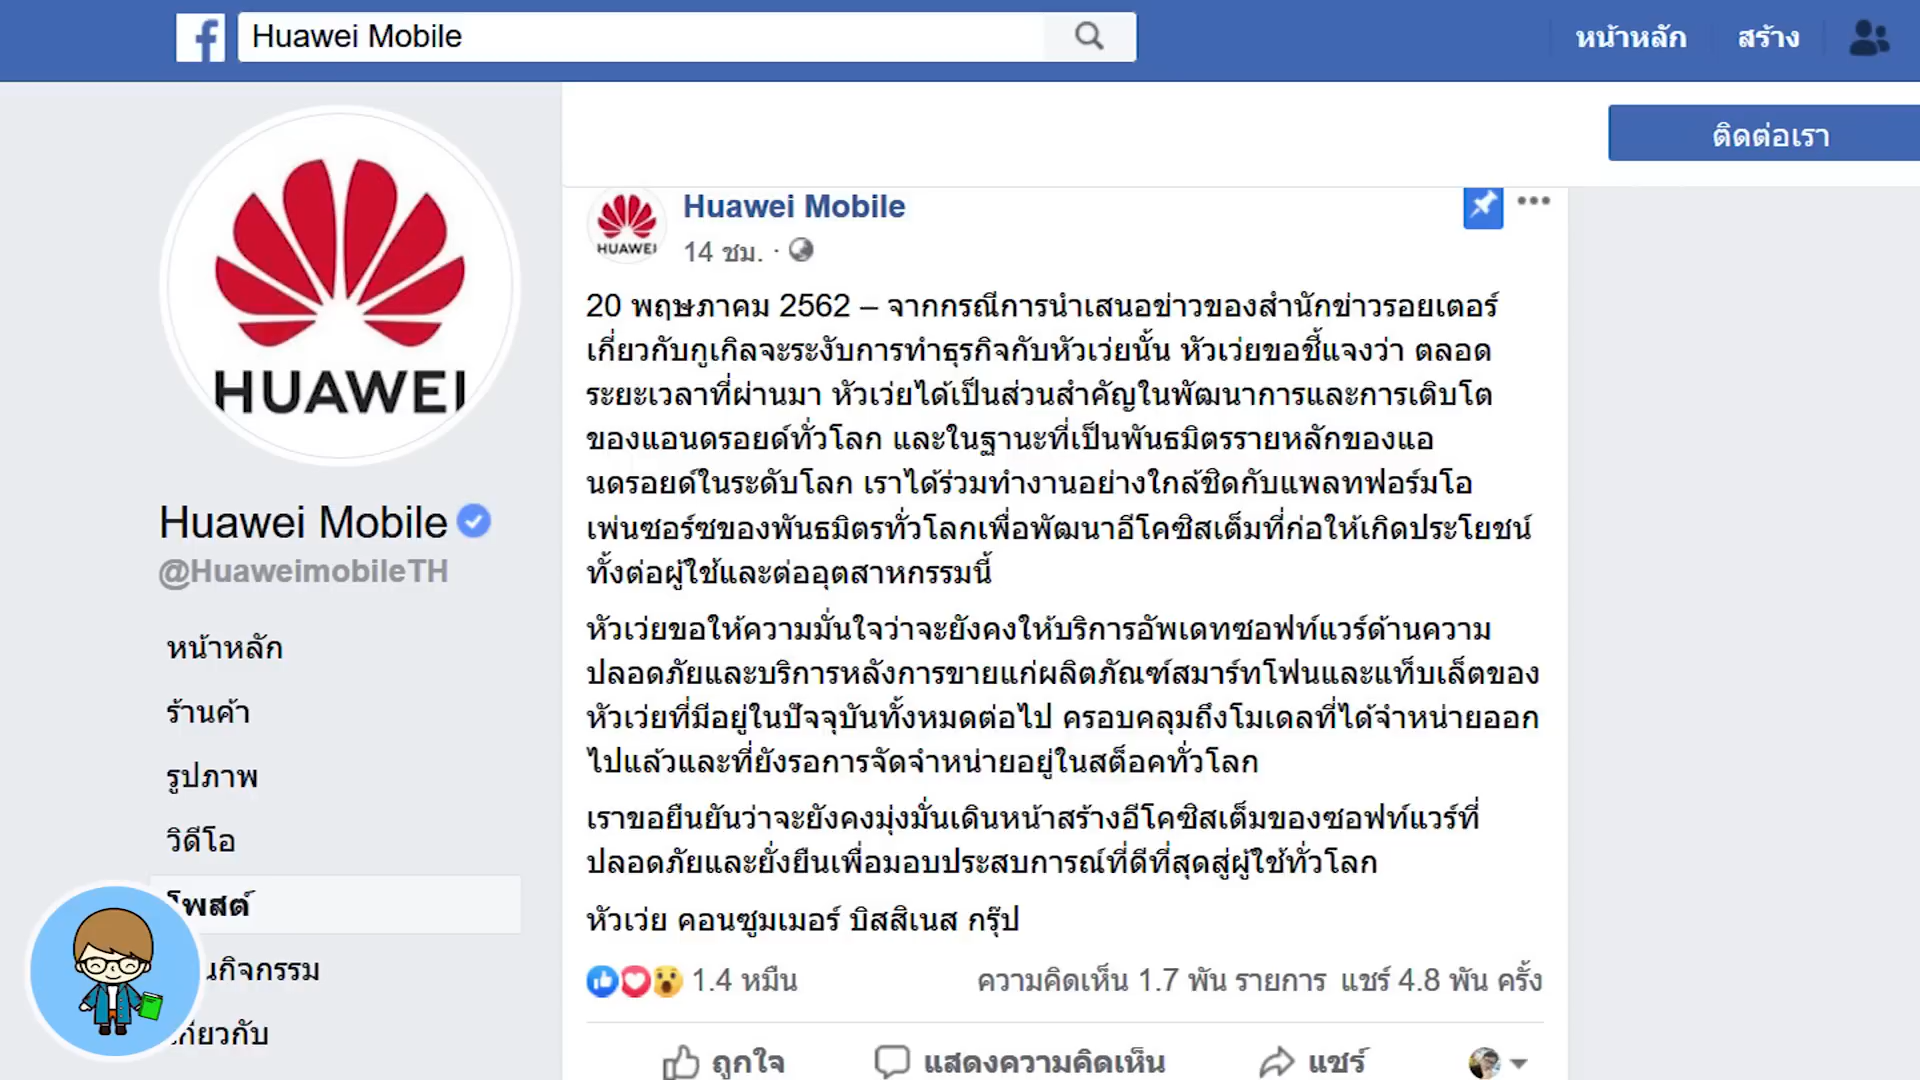 Huawei Mobile
หน้าหลัก
สร้าง
ติดต่อเรา
HUAWEI
Huawei Mobile
@HuaweimobileTH
หน้าหลัก
ร้านค้า
รูปภาพ
วิดีโอ
โพสต์
กิจกรรม
เกี่ยวกับ
HUAWEI
Huawei Mobile
14 ชม. ·
20 พฤษภาคม 2562 – จากกรณีการนำเสนอข่าวของสำนักข่าวรอยเตอร์
เกี่ยวกับกูเกิลจะระงับการทำธุรกิจกับหัวเว่ยนั้น หัวเว่ยขอชี้แจงว่า ตลอด
ระยะเวลาที่ผ่านมา หัวเว่ยได้เป็นส่วนสำคัญในพัฒนาการและการเติบโต
ของแอนดรอยด์ทั่วโลก และในฐานะที่เป็นพันธมิตรรายหลักของแอ
นดรอยด์ในระดับโลก เราได้ร่วมทำงานอย่างใกล้ชิดกับแพลทฟอร์มโอ
เพ่นซอร์ซของพันธมิตรทั่วโลกเพื่อพัฒนาอีโคซิสเต็มที่ก่อให้เกิดประโยชน์
ทั้งต่อผู้ใช้และต่ออุตสาหกรรมนี้
หัวเว่ยขอให้ความมั่นใจว่าจะยังคงให้บริการอัพเดทซอฟท์แวร์ด้านความ
ปลอดภัยและบริการหลังการขายแก่ผลิตภัณฑ์สมาร์ทโฟนและแท็บเล็ตของ
หัวเว่ยที่มีอยู่ในปัจจุบันทั้งหมดต่อไป ครอบคลุมถึงโมเดลที่ได้จำหน่ายออก
ไปแล้วและที่ยังรอการจัดจำหน่ายอยู่ในสต็อคทั่วโลก
เราขอยืนยันว่าจะยังคงมุ่งมั่นเดินหน้าสร้างอีโคซิสเต็มของซอฟท์แวร์ที่
ปลอดภัยและยั่งยืนเพื่อมอบประสบการณ์ที่ดีที่สุดสู่ผู้ใช้ทั่วโลก
หัวเว่ย คอนซูมเมอร์ บิสสิเนส กรุ๊ป
1.4 หมื่น
ความคิดเห็น 1.7 พัน รายการ แชร์ 4.8 พัน ครั้ง
ถูกใจ
แสดงความคิดเห็น
แชร์